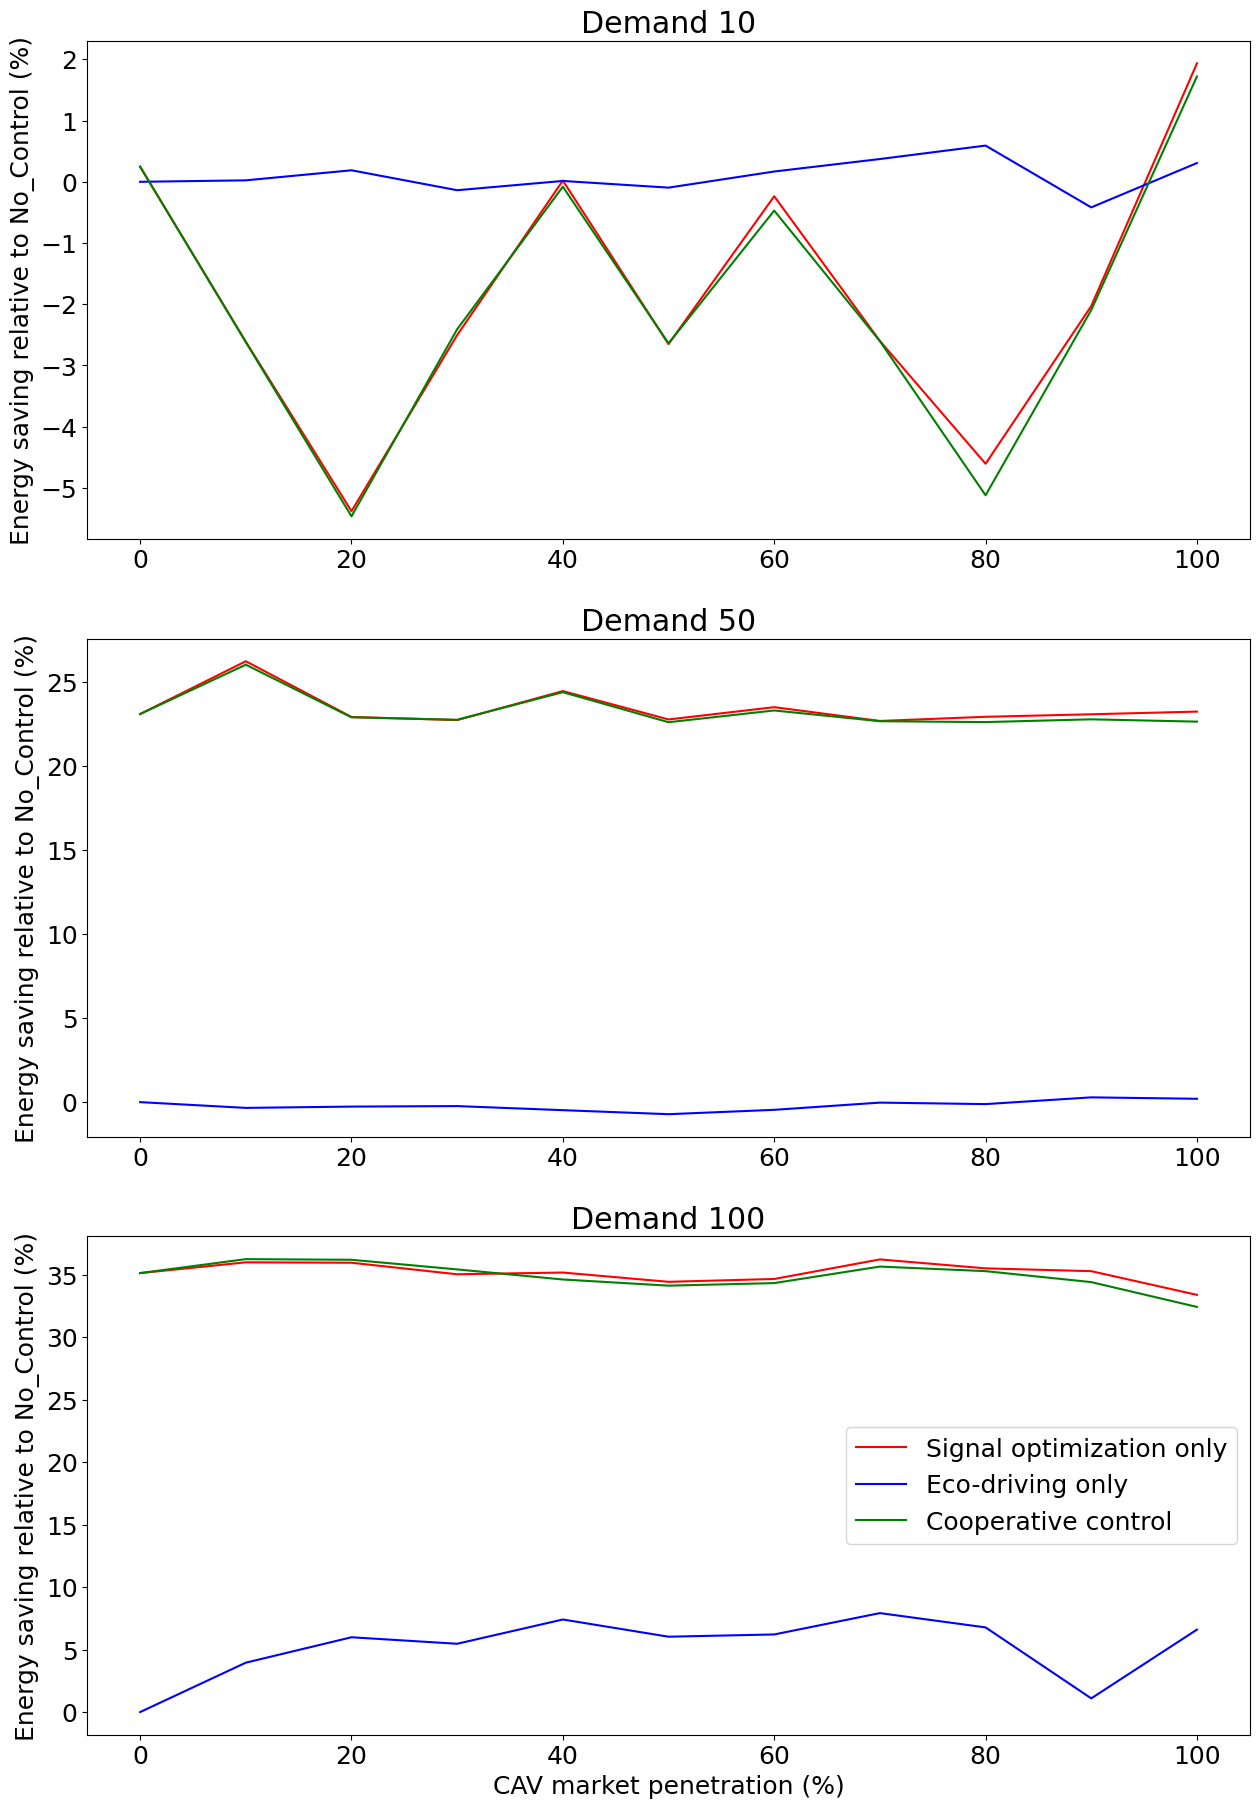 Demand 10
Energy saving relative to No_Control (%)
2
1
0
−1
−2
−3
−4
−5
0 20 40 60 80 100
Demand 50
Energy saving relative to No_Control (%)
25
20
15
10
5
0
0 20 40 60 80 100
Demand 100
Energy saving relative to No_Control (%)
35
30
25
20
15
10
5
0
Signal optimization only
Eco-driving only
Cooperative control
0 20 40 60 80 100
CAV market penetration (%)